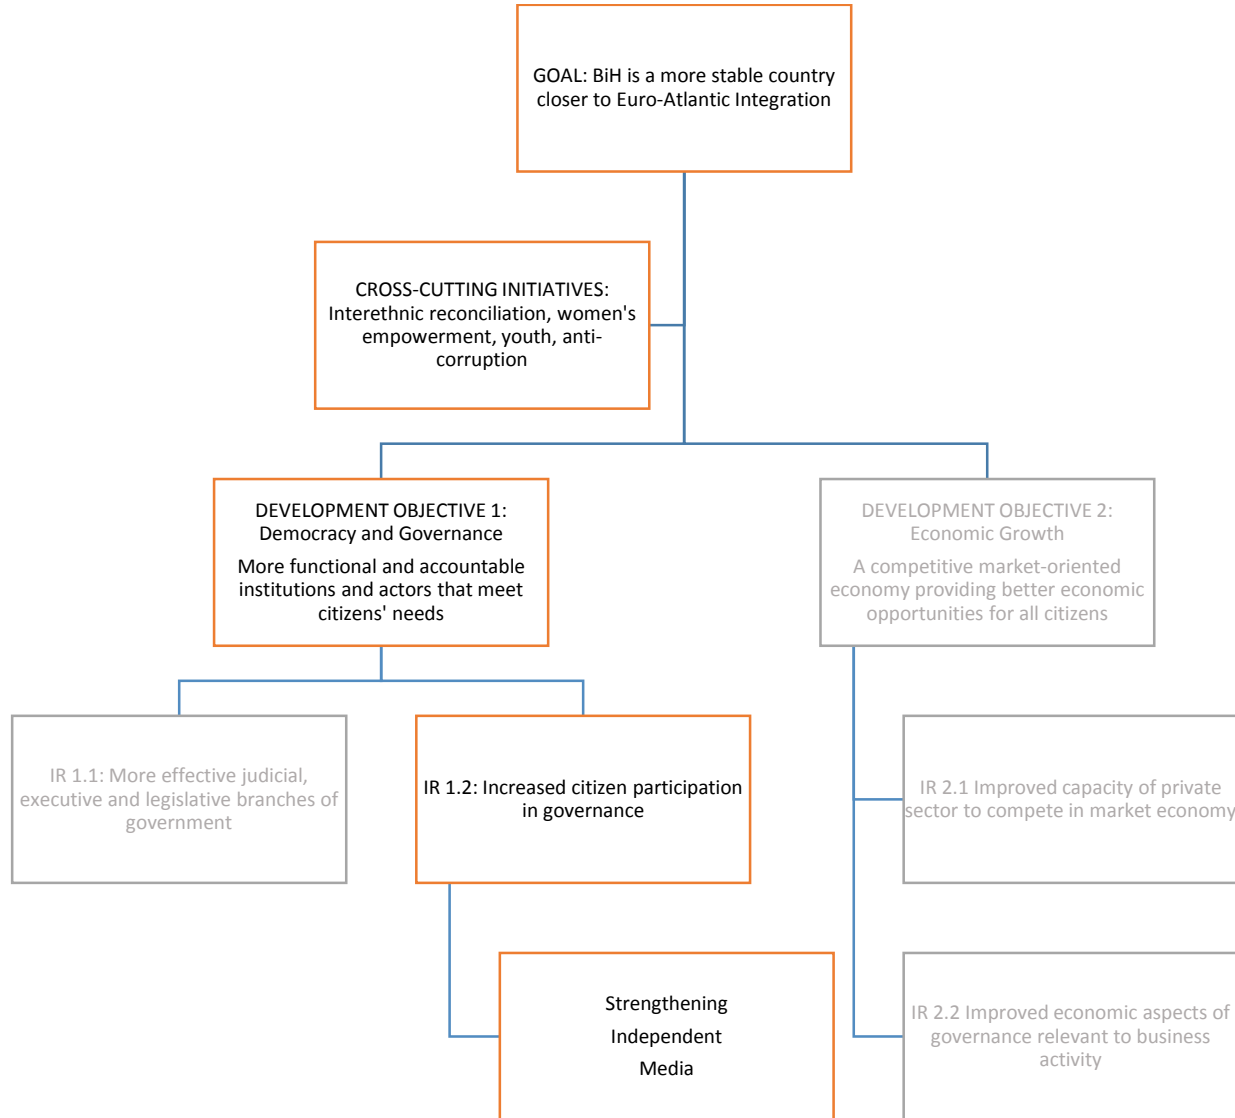 GOAL: BiH is a more stable country
closer to Euro-Atlantic Integration
CROSS-CUTTING INITIATIVES:
Interethnic reconciliation, women's
empowerment, youth, anti-
corruption
DEVELOPMENT OBJECTIVE 1:
Democracy and Governance
More functional and accountable
institutions and actors that meet
citizens' needs
DEVELOPMENT OBJECTIVE 2:
Economic Growth
A competitive market-oriented
economy providing better economic
opportunities for all citizens
IR 1.1: More effective judicial,
executive and legislative branches of
government
IR 1.2: Increased citizen participation
in governance
IR 2.1 Improved capacity of private
sector to compete in market economy
Strengthening
Independent
Media
IR 2.2 Improved economic aspects of
governance relevant to business
activity